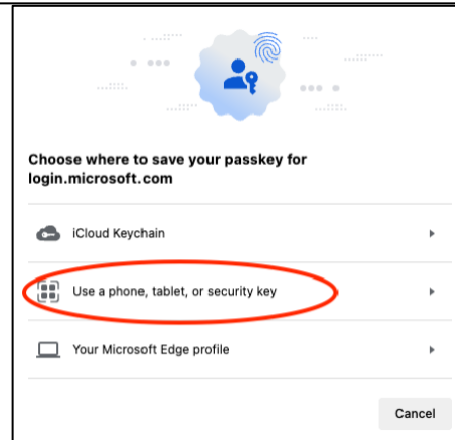 Choose where to save your passkey for
login.microsoft.com
iCloud Keychain
Use a phone, tablet, or security key
Your Microsoft Edge profile
Cancel